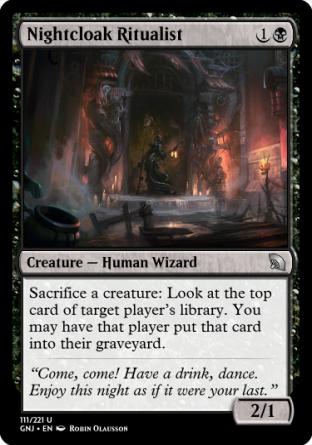 Nightcloak Ritualist 1
Creature — Human Wizard
Sacrifice a creature: Look at the top
card of target player's library. You
may have that player put that card
into their graveyard.
“Come, come! Have a drink, dance.
Enjoy this night as if it were your last.”
2/1
111/221 U
GNJ • EN Robin Olausson